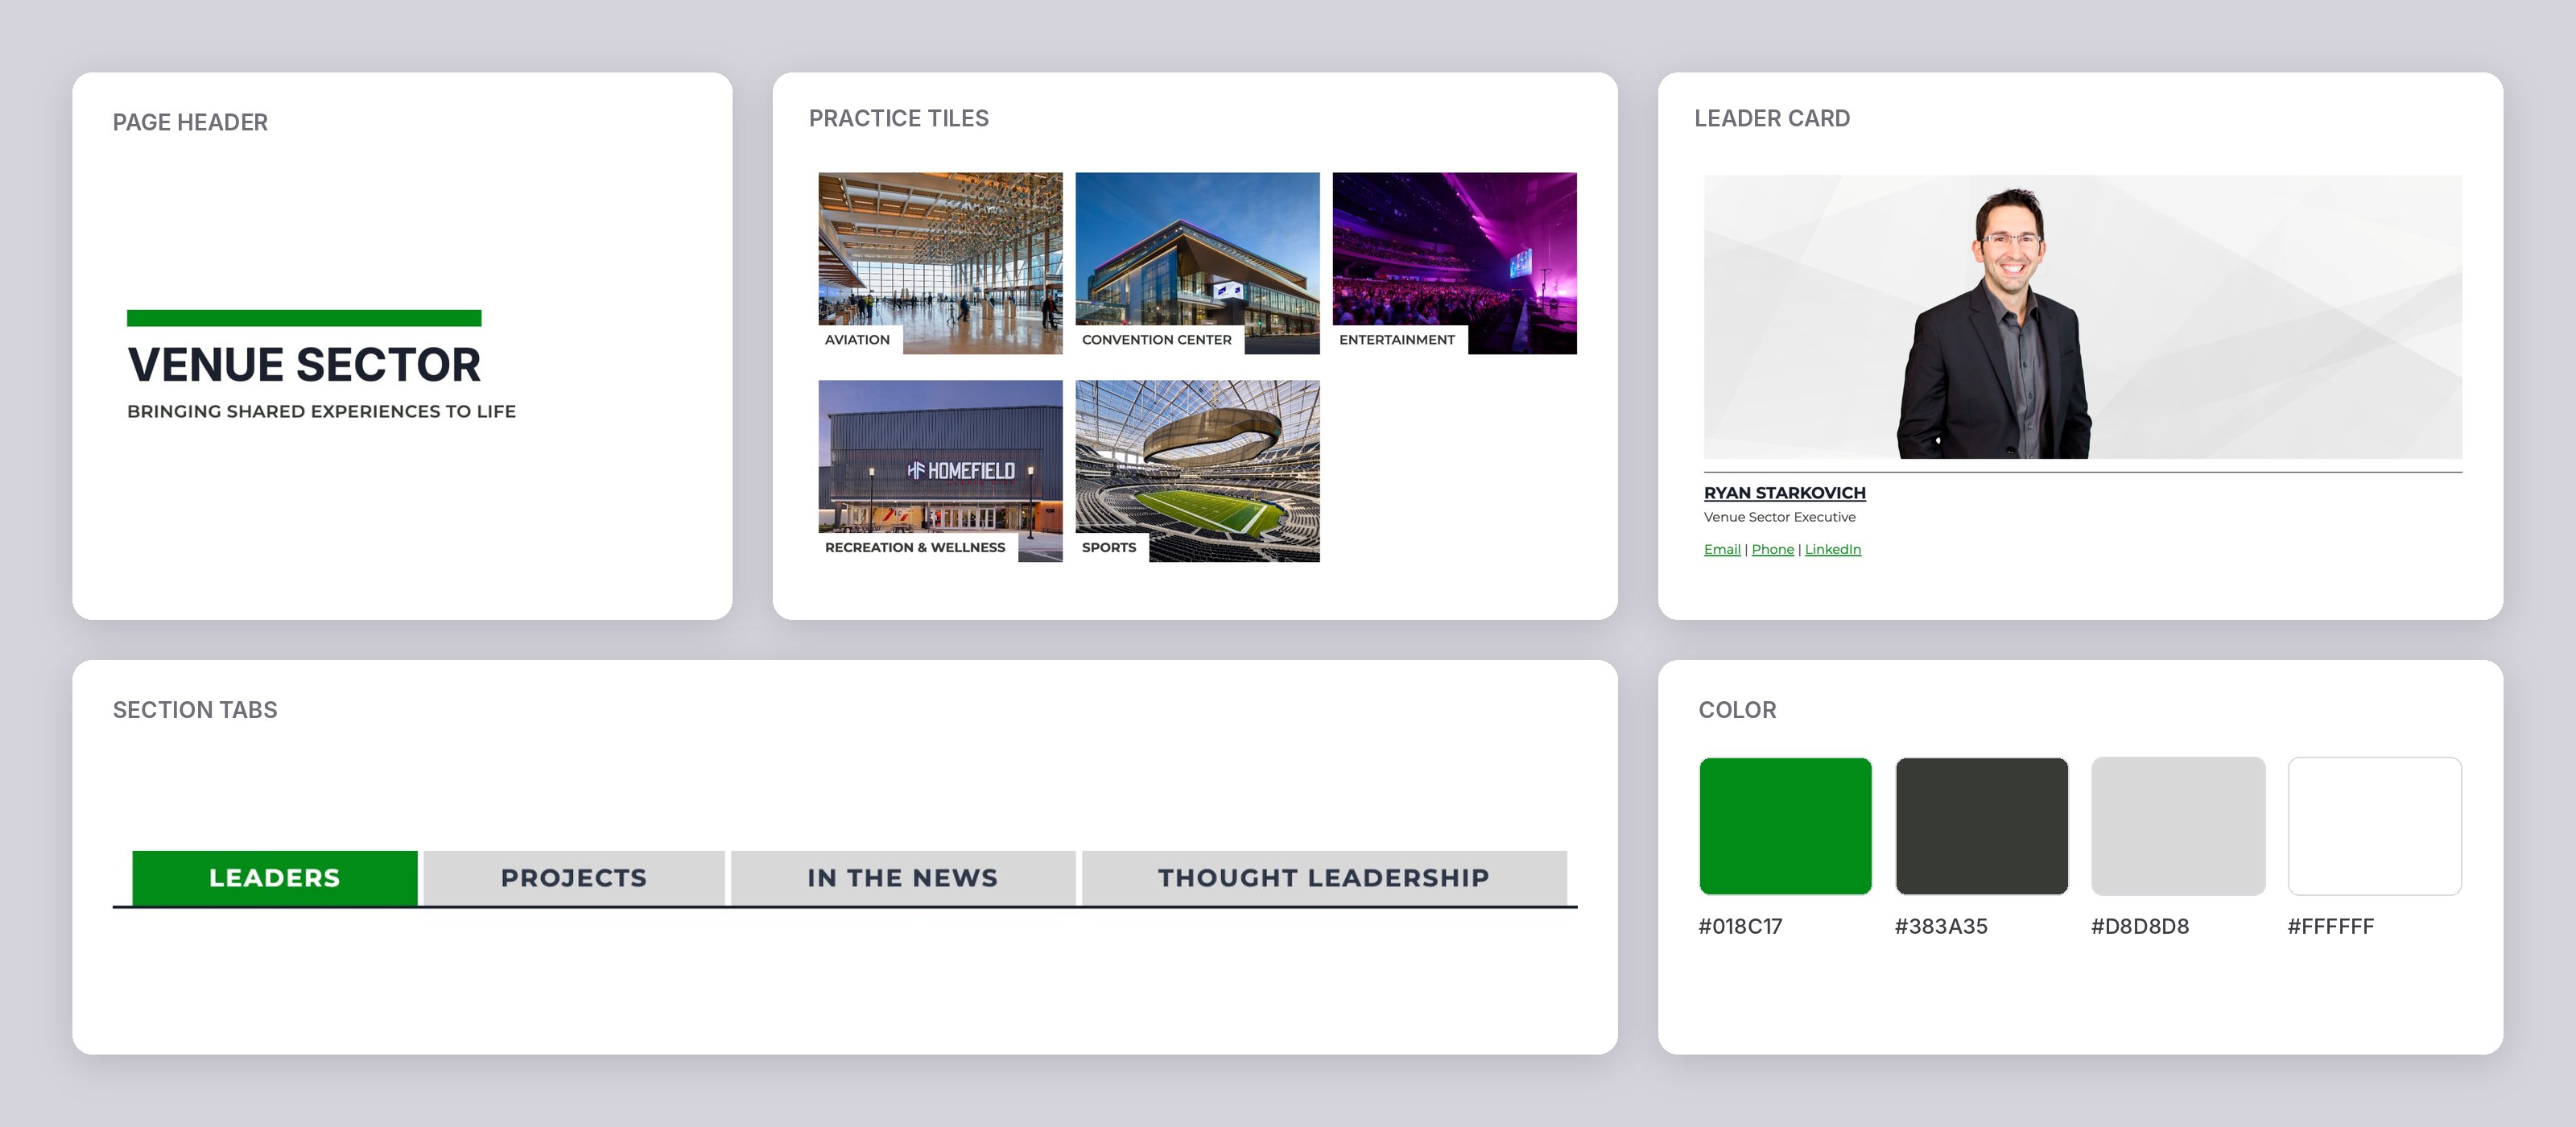 PAGE HEADER
VENUE SECTOR
BRINGING SHARED EXPERIENCES TO LIFE
PRACTICE TILES
AVIATION
CONVENTION CENTER
ENTERTAINMENT
HF HOMEFIELD
RECREATION & WELLNESS
SPORTS
LEADER CARD
RYAN STARKOVICH
Venue Sector Executive
Email | Phone | LinkedIn
SECTION TABS
LEADERS
PROJECTS
IN THE NEWS
THOUGHT LEADERSHIP
COLOR
#018C17
#383A35
#D8D8D8
#FFFFFF